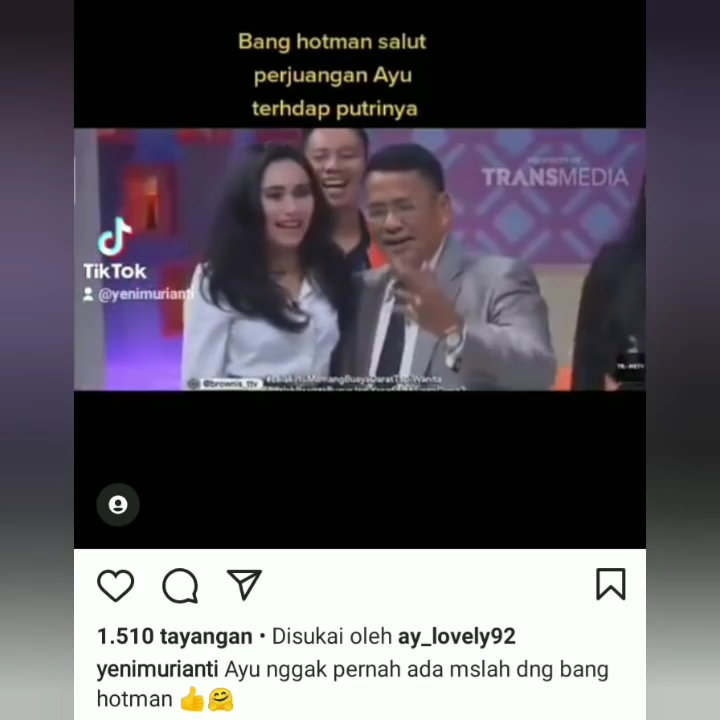 Bang hotman salut
perjuangan Ayu
terhdap putrinya
TRANSMEDIA
TikTok
@yenimurianti
@brownis_ttv
1.510 tayangan • Disukai oleh ay_lovely92
yenimurianti Ayu nggak pernah ada mslah dng bang
hotman 👍🤗